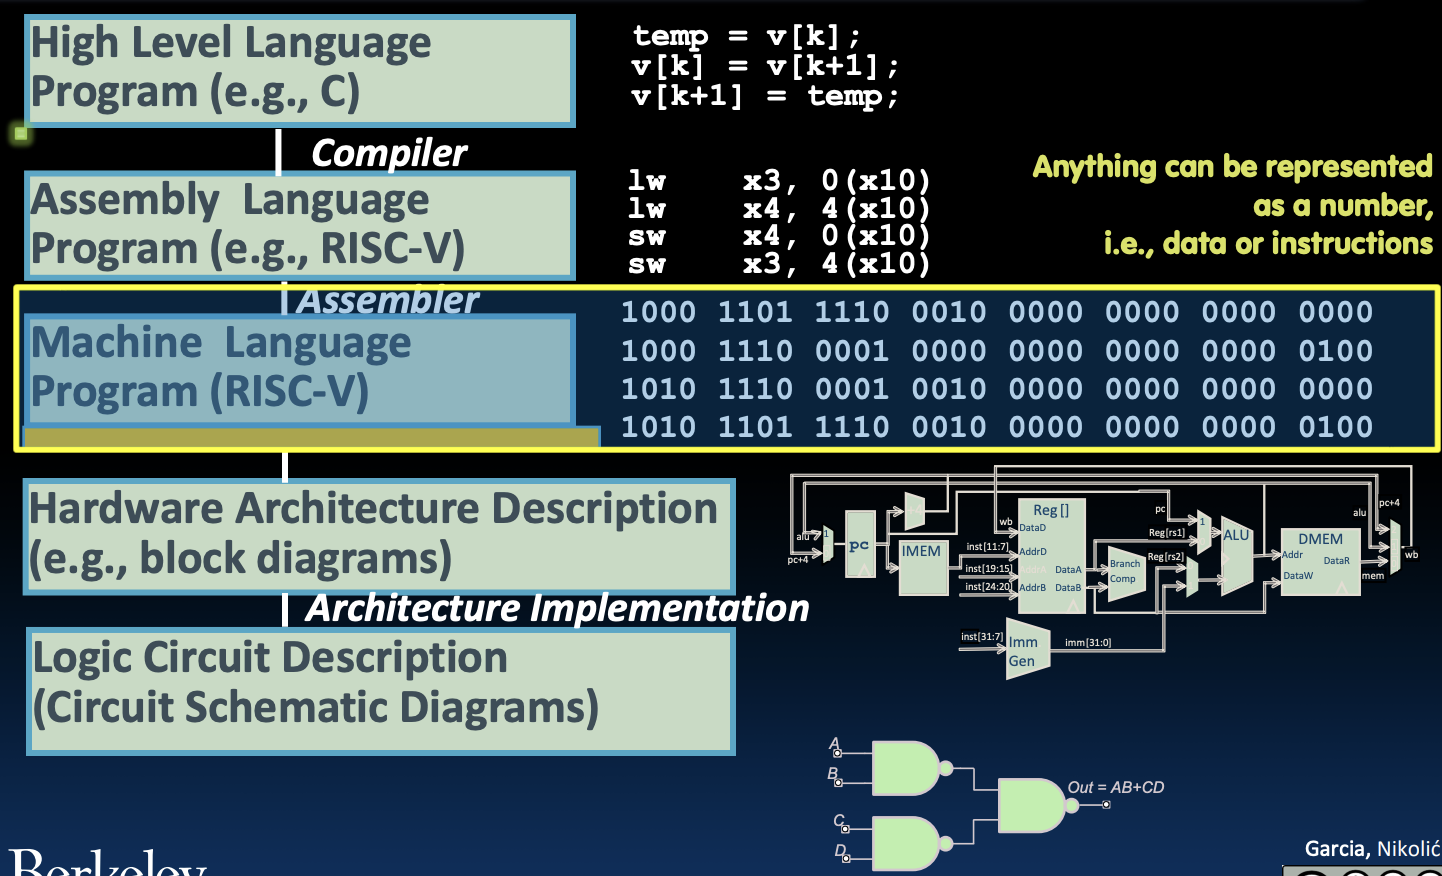 High Level Language
Program (e.g., C)
temp = v[k];
v[k] = v[k+1];
v[k+1] = temp;
Compiler
Assembly Language
Program (e.g., RISC-V)
lw x3, 0(x10)
lw x4, 4(x10)
sw x4, 0(x10)
sw x3, 4(x10)
Anything can be represented
as a number,
i.e., data or instructions
Assembler
Machine Language
Program (RISC-V)
1000 1101 1110 0010 0000 0000 0000 0000
1000 1110 0001 0000 0000 0000 0000 0100
1010 1110 0001 0010 0000 0000 0000 0000
1010 1101 1110 0010 0000 0000 0000 0100
Hardware Architecture Description
(e.g., block diagrams)
alu
1
pc+4
pc
+4
IMEM
inst[11:7]
inst[19:15]
inst[24:20]
wb
Reg []
DataD
AddrD
AddrB
DataA
DataB
Branch
Comp
pc
Reg[rs1]
Reg[rs2]
1
ALU
DMEM
Addr
DataR
DataW
pc+4
alu
mem
wb
inst[31:7]
Imm
Gen
imm[31:0]
Architecture Implementation
Logic Circuit Description
(Circuit Schematic Diagrams)
A
B
C
D
Out = AB+CD
Berkeley
Garcia, Nikolić